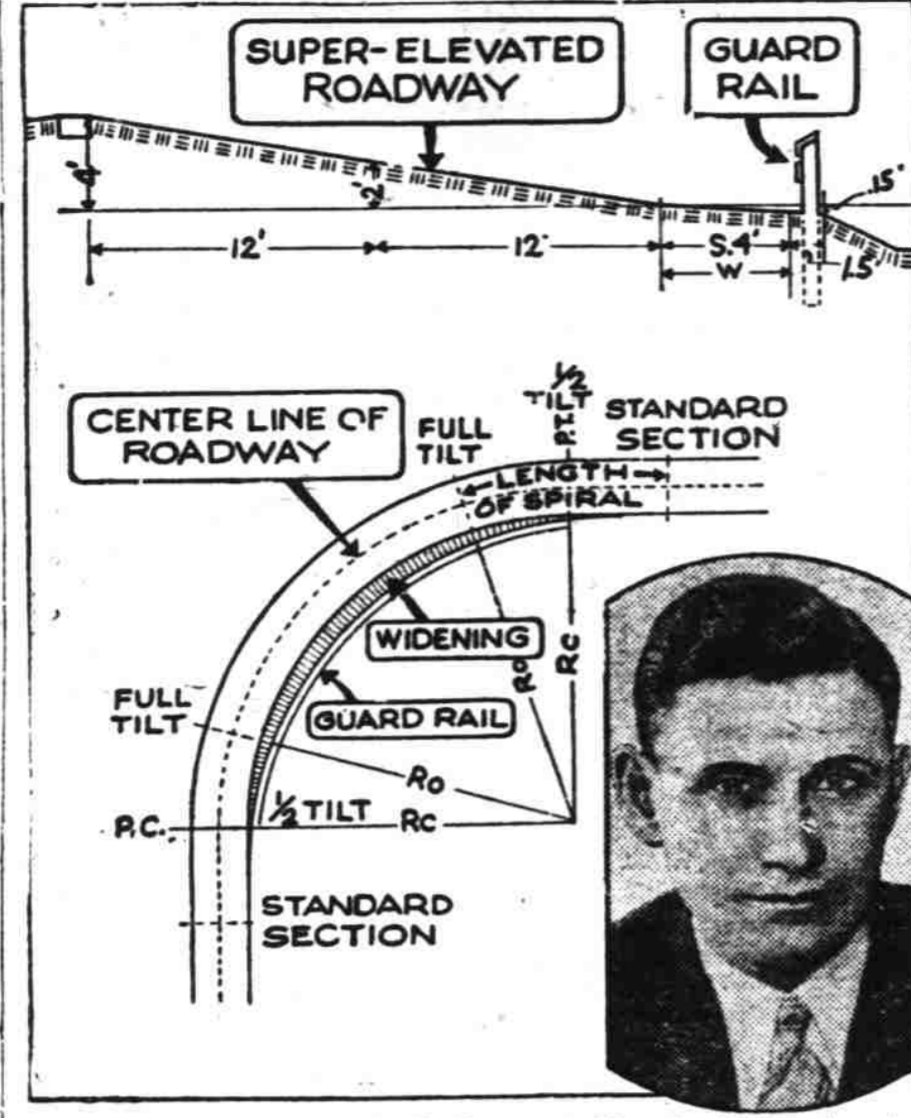 SUPER-ELEVATED
ROADWAY
GUARD
RAIL
4'
2'
.15'
12'
12'
S.4'
W
1.5'
CENTER LINE OF
ROADWAY
FULL
TILT
1/2
TILT
P.T.
STANDARD
SECTION
LENGTH
OF SPIRAL
WIDENING
GUARD RAIL
Ro
Rc
FULL
TILT
Ro
1/2 TILT
P.C.
Rc
STANDARD
SECTION